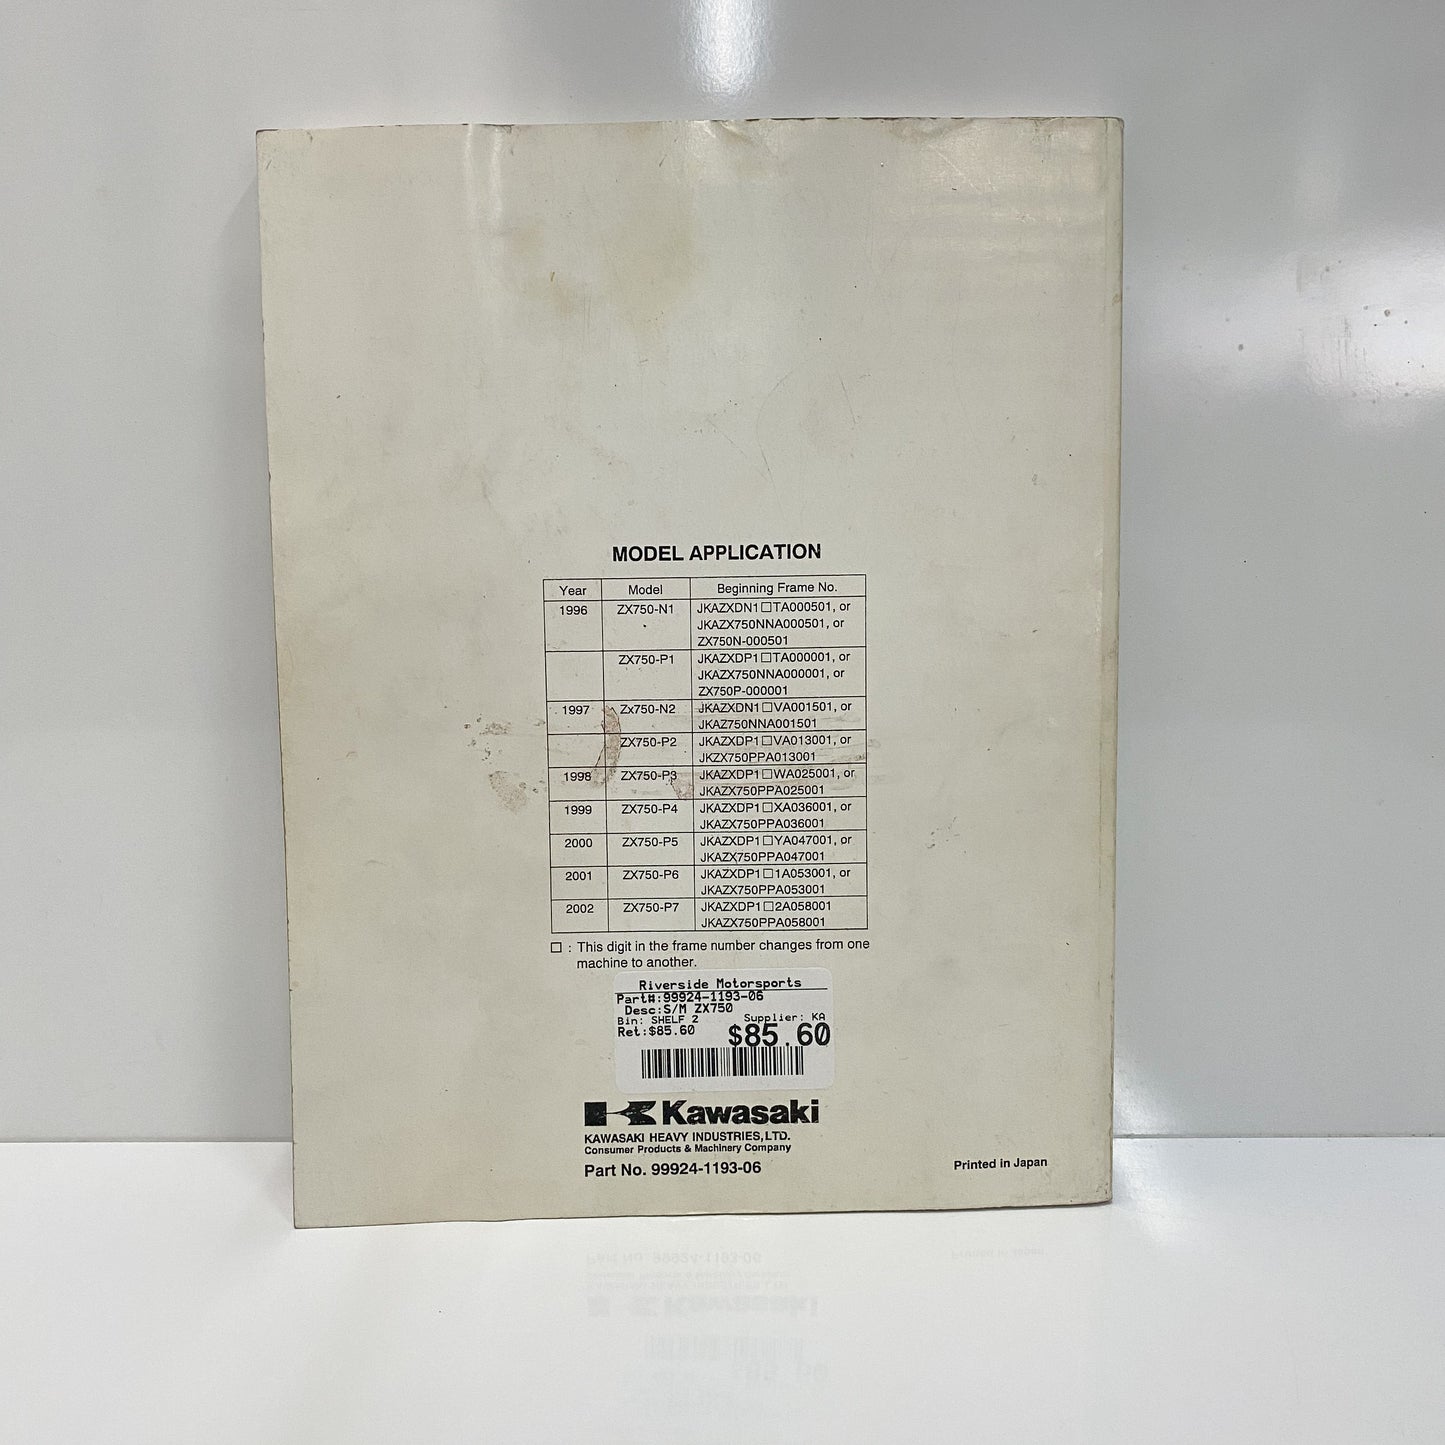 MODEL APPLICATION
Year Model Beginning Frame No.
1996 ZX750-N1 JKAZXDN1□TA000501, or
JKAZX750NNA000501, or
ZX750N-000501
ZX750-P1 JKAZXDP1□TA000001, or
JKAZX750NNA000001, or
ZX750P-000001
1997 Zx750-N2 JKAZXDN1□VA001501, or
JKAZ750NNA001501
ZX750-P2 JKAZXDP1□VA013001, or
JKZX750PPA013001
1998 ZX750-P3 JKAZXDP1□WA025001, or
JKAZX750PPA025001
1999 ZX750-P4 JKAZXDP1□XA036001, or
JKAZX750PPA036001
2000 ZX750-P5 JKAZXDP1□YA047001, or
JKAZX750PPA047001
2001 ZX750-P6 JKAZXDP1□1A053001, or
JKAZX750PPA053001
2002 ZX750-P7 JKAZXDP1□2A058001
JKAZX750PPA058001
□ : This digit in the frame number changes from one
machine to another.
Riverside Motorsports
Part#:99924-1193-06
Desc:S/M ZX750
Bin: SHELF 2 Supplier: KA
Ret:$85.60 $85.60
Kawasaki
KAWASAKI HEAVY INDUSTRIES,LTD.
Consumer Products & Machinery Company
Part No. 99924-1193-06
Printed in Japan